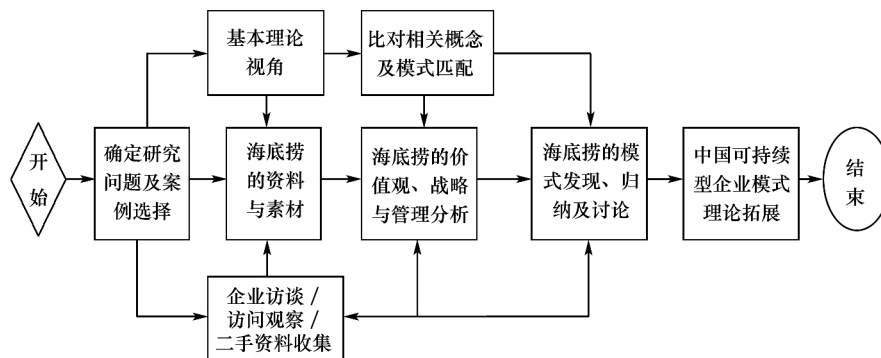 基本理论
视角
比对相关概念
及模式匹配
开
始
确定研究
问题及案
例选择
海底捞
的资料
与素材
海底捞的价
值观、战略
与管理分析
海底捞的模
式发现、归
纳及讨论
中国可持续
型企业模式
理论拓展
结
束
企业访谈/
访问观察/
二手资料收集